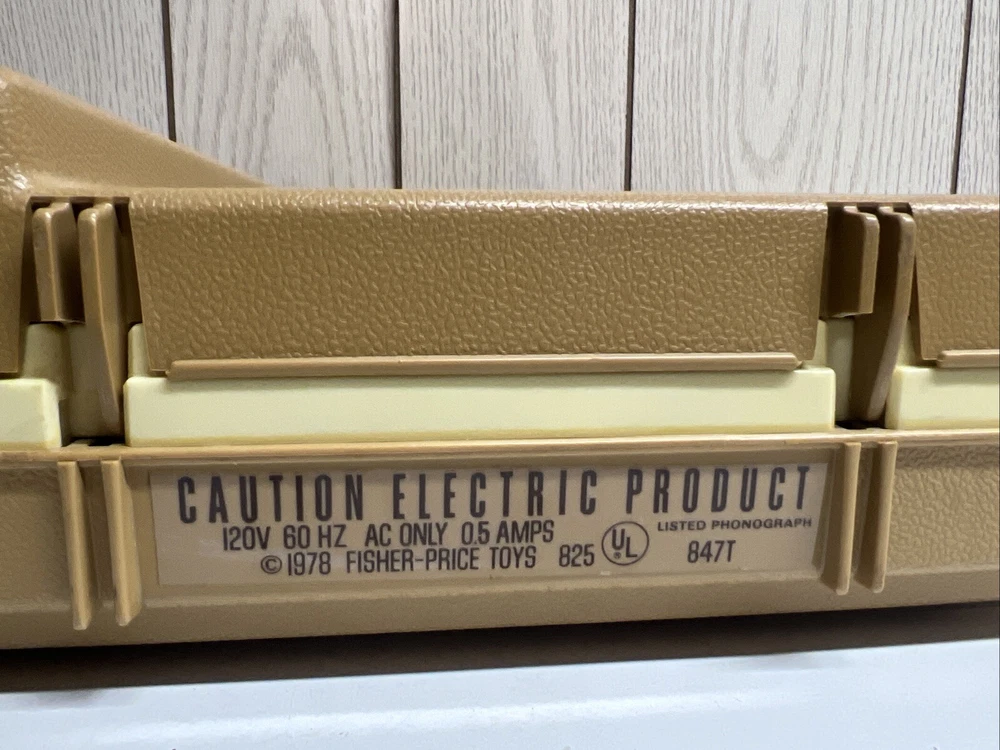 CAUTION ELECTRIC PRODUCT
120V 60 HZ AC ONLY 0.5 AMPS
© 1978 FISHER-PRICE TOYS 825
UL
LISTED PHONOGRAPH
847T